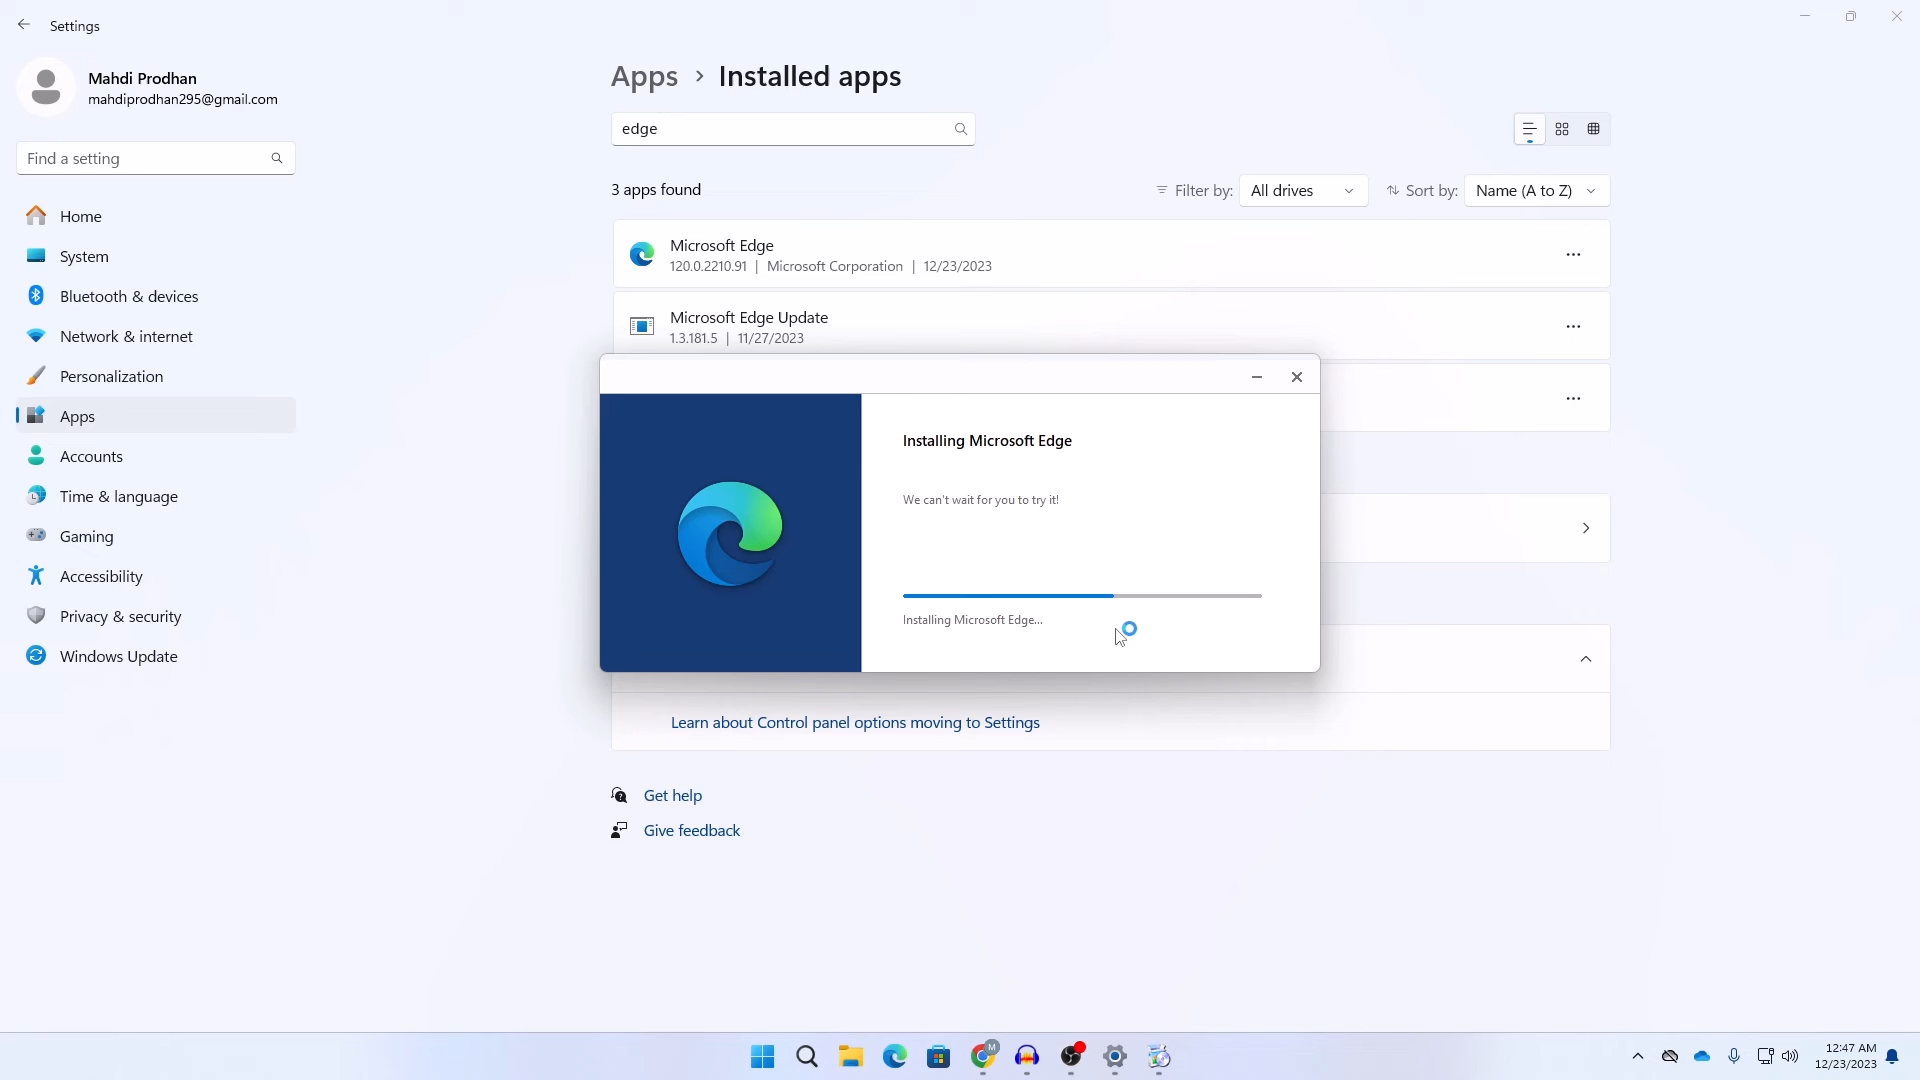 Settings
Mahdi Prodhan
mahdiprodhan295@gmail.com
Find a setting
Home
System
Bluetooth & devices
Network & internet
Personalization
Apps
Accounts
Time & language
Gaming
Accessibility
Privacy & security
Windows Update
Apps > Installed apps
edge
3 apps found
Filter by: All drives
Sort by: Name (A to Z)
Microsoft Edge
120.0.2210.91 | Microsoft Corporation | 12/23/2023
Microsoft Edge Update
1.3.181.5 | 11/27/2023
Installing Microsoft Edge
We can't wait for you to try it!
Installing Microsoft Edge...
Learn about Control panel options moving to Settings
Get help
Give feedback
M
12:47 AM
12/23/2023